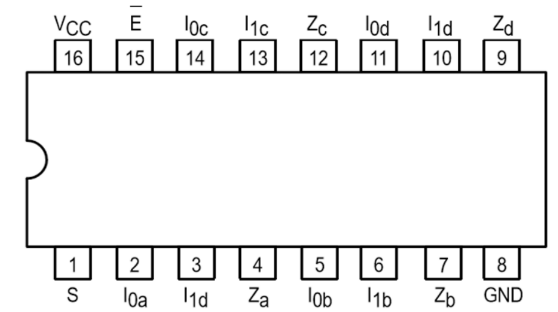 VCC E̅ I0c I1c Zc I0d I1d Zd
16 15 14 13 12 11 10 9
1 2 3 4 5 6 7 8
S I0a I1d Za I0b I1b Zb GND